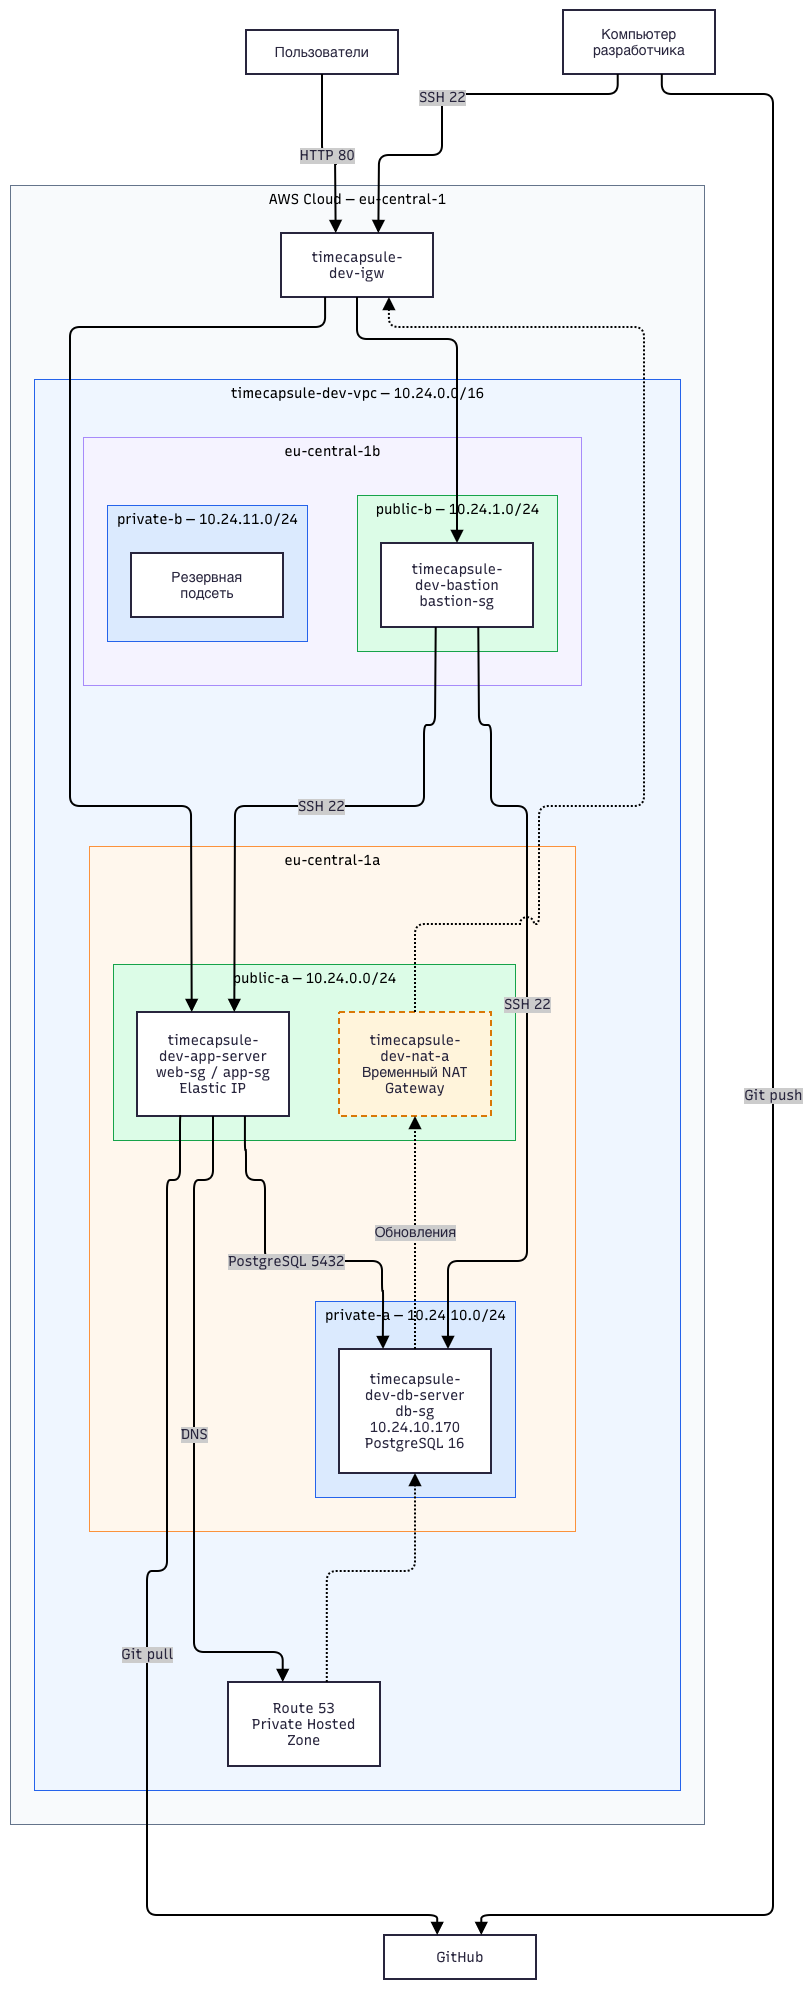 Компьютер
разработчика
Пользователи
SSH 22
HTTP 80
AWS Cloud — eu-central-1
timecapsule-
dev-igw
timecapsule-dev-vpc — 10.24.0.0/16
eu-central-1b
private-b — 10.24.11.0/24
public-b — 10.24.1.0/24
Резервная
подсеть
timecapsule-
dev-bastion
bastion-sg
SSH 22
eu-central-1a
public-a — 10.24.0.0/24
SSH 22
timecapsule-
dev-app-server
web-sg / app-sg
Elastic IP
timecapsule-
dev-nat-a
Временный NAT
Gateway
Git push
Обновления
PostgreSQL 5432
private-a — 10.24.10.0/24
timecapsule-
dev-db-server
db-sg
10.24.10.170
PostgreSQL 16
DNS
Git pull
Route 53
Private Hosted
Zone
GitHub